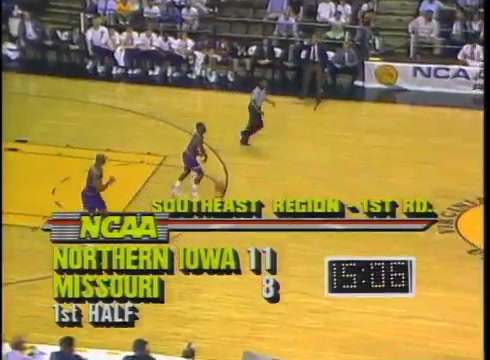 NCAA
SOUTHEAST REGION - 1ST RD.
NCAA
NORTHERN IOWA 11
MISSOURI 8
15:06
1st HALF